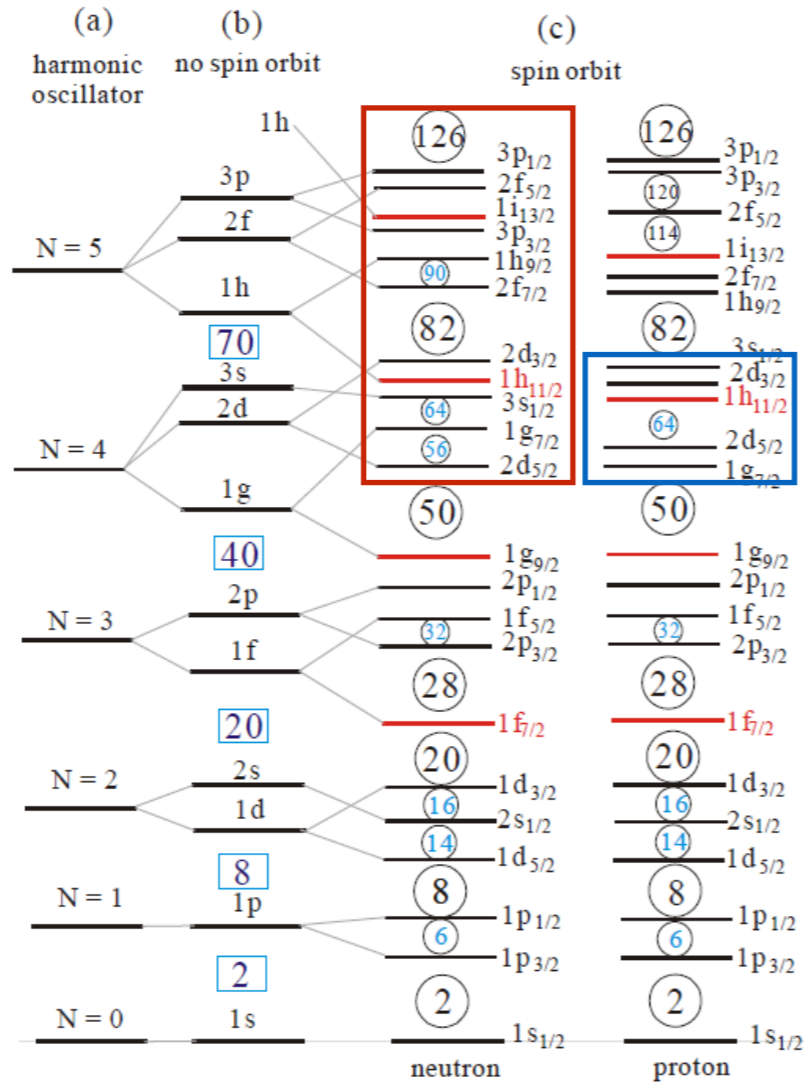 (a) (b) (c)
harmonic oscillator no spin orbit spin orbit
1h 126 126
3p 3p1/2 3p1/2
2f5/2 3p3/2
120
2f 1i13/2 2f5/2
3p3/2 114
N = 5 1h9/2 1i13/2
90 2f7/2
1h 2f7/2 1h9/2
70 82 82
2d3/2 3s1/2
3s 1h11/2 2d3/2
3s1/2 1h11/2
2d 64 64
1g7/2
N = 4 56 2d5/2
2d5/2 1g7/2
1g 50 50
40 1g9/2 1g9/2
2p 2p1/2 2p1/2
N = 3 1f5/2 1f5/2
32 32
1f 2p3/2 2p3/2
28 28
20 1f7/2 1f7/2
20 20
2s 1d3/2 1d3/2
N = 2 16 16
1d 2s1/2 2s1/2
14 14
1d5/2 1d5/2
8 8 8
N = 1 1p 1p1/2 1p1/2
6 6
1p3/2 1p3/2
2 2 2
N = 0 1s 1s1/2 1s1/2
neutron proton